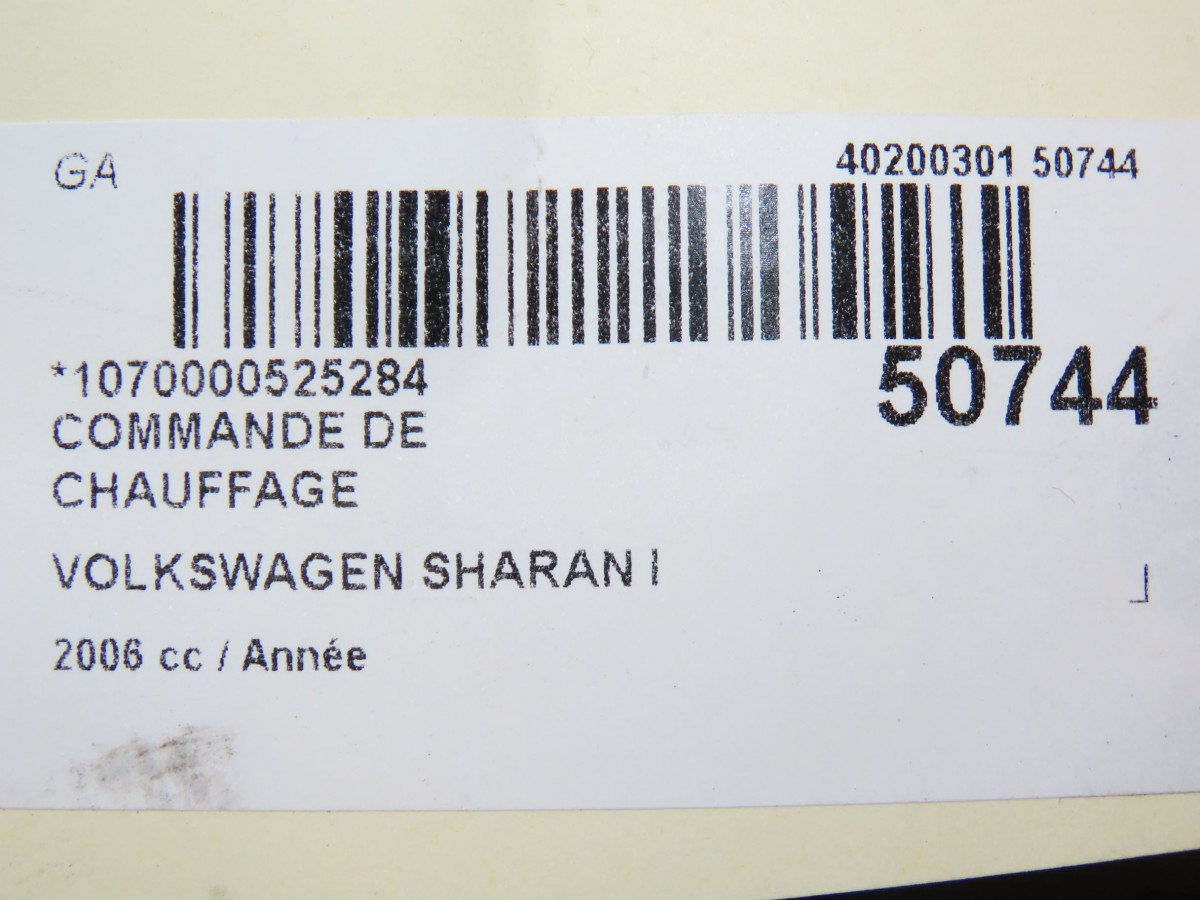 GA
40200301 50744
*1070000525284
50744
COMMANDE DE
CHAUFFAGE
VOLKSWAGEN SHARAN I
2006 cc / Année